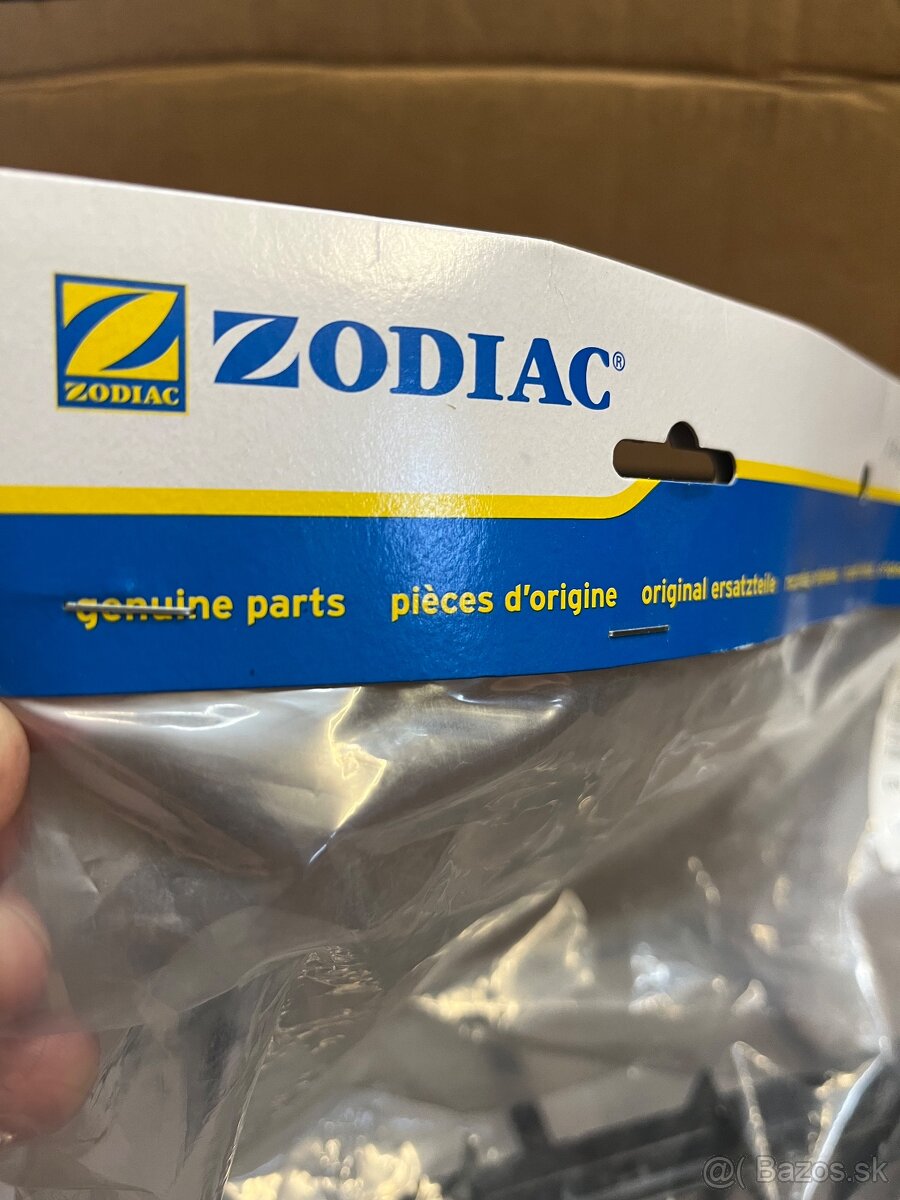 ZODIAC
ZODIAC®
genuine parts pièces d'origine original ersatzteile
@( Bazos.sk